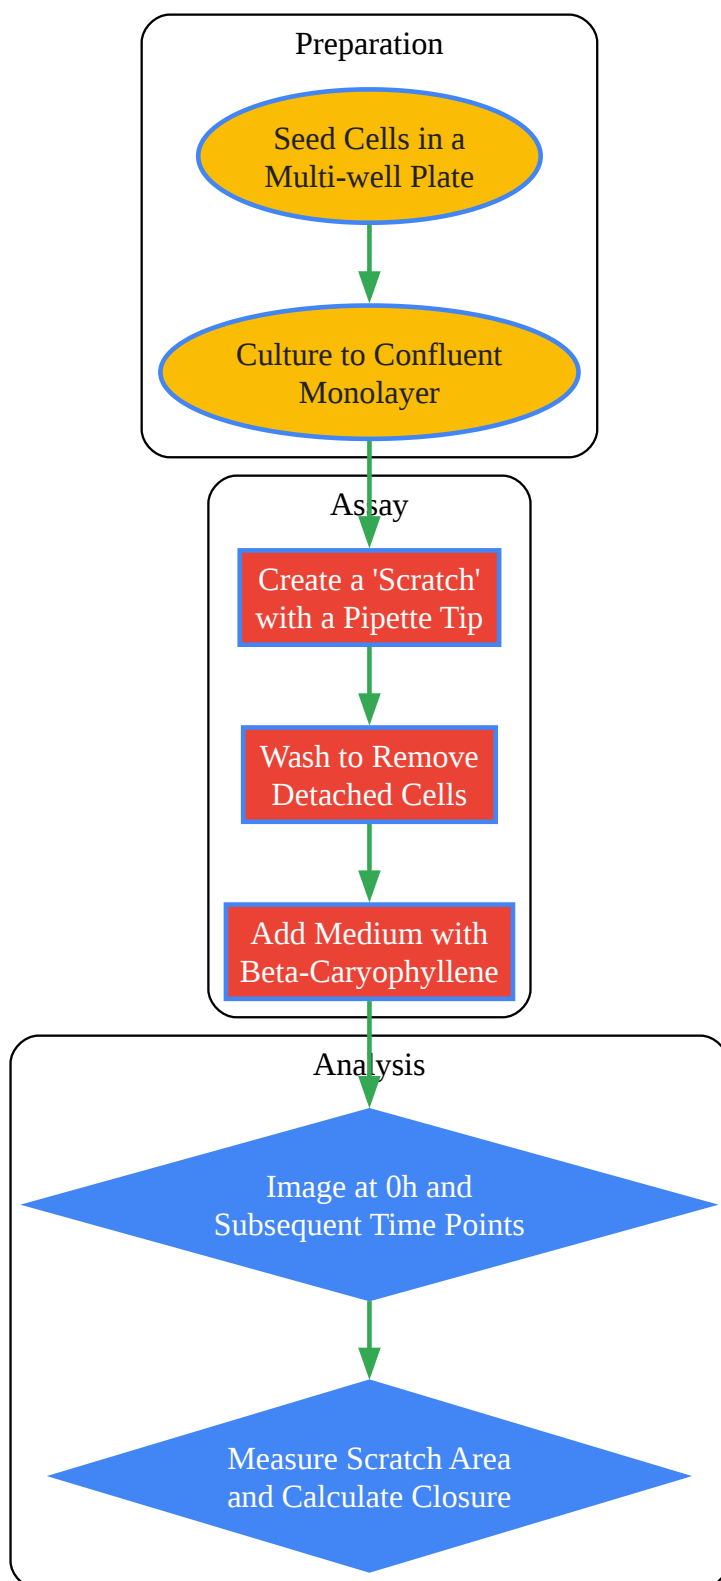 Preparation
Seed Cells in a
Multi-well Plate
Culture to Confluent
Monolayer
Assay
Create a 'Scratch'
with a Pipette Tip
Wash to Remove
Detached Cells
Add Medium with
Beta-Caryophyllene
Analysis
Image at 0h and
Subsequent Time Points
Measure Scratch Area
and Calculate Closure